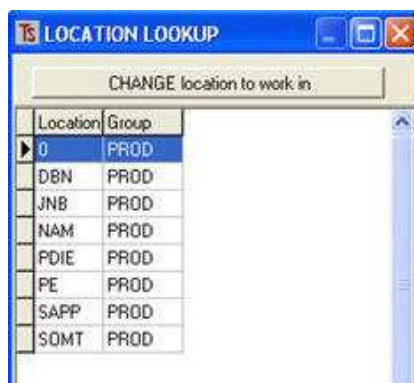 Ts LOCATION LOOKUP
CHANGE location to work in
Location Group
0 PROD
DBN PROD
JNB PROD
NAM PROD
PDIE PROD
PE PROD
SAPP PROD
SOMT PROD